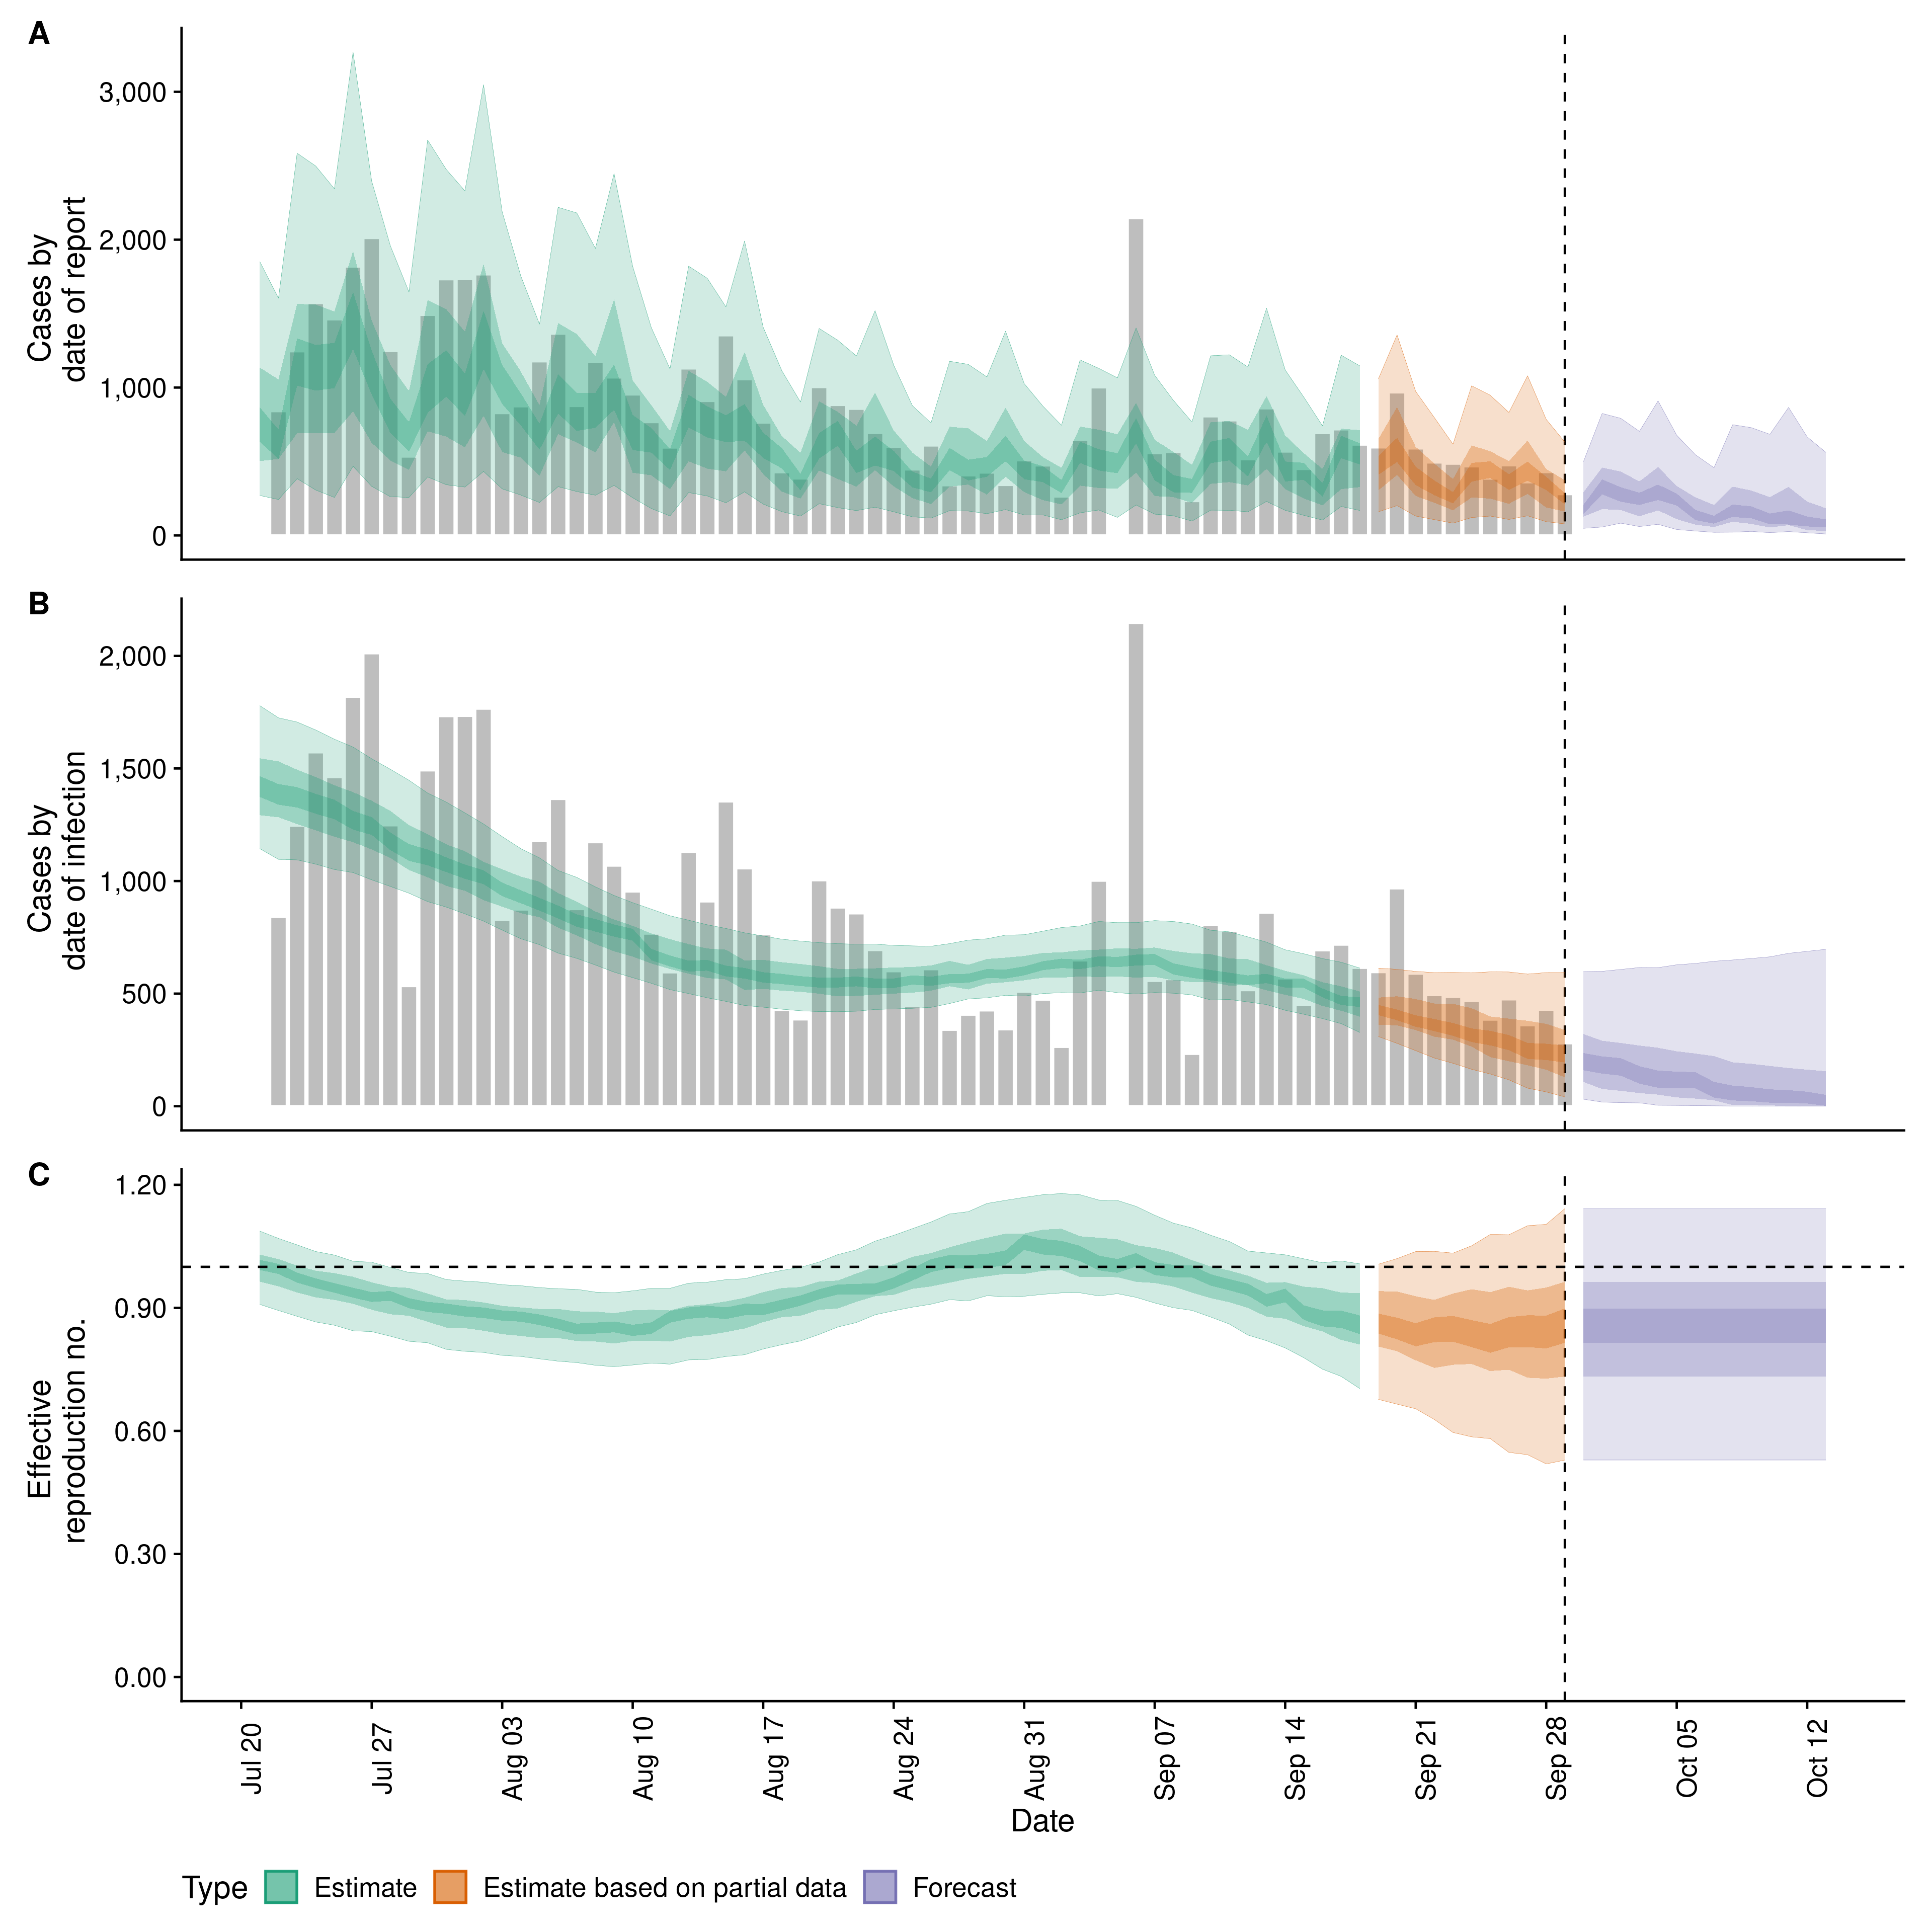 A
Cases by
date of report
3,000
2,000
1,000
0
B
Cases by
date of infection
2,000
1,500
1,000
500
0
C
Effective
reproduction no.
1.20
0.90
0.60
0.30
0.00
Jul 20
Jul 27
Aug 03
Aug 10
Aug 17
Aug 24
Aug 31
Sep 07
Sep 14
Sep 21
Sep 28
Oct 05
Oct 12
Date
Type Estimate Estimate based on partial data Forecast